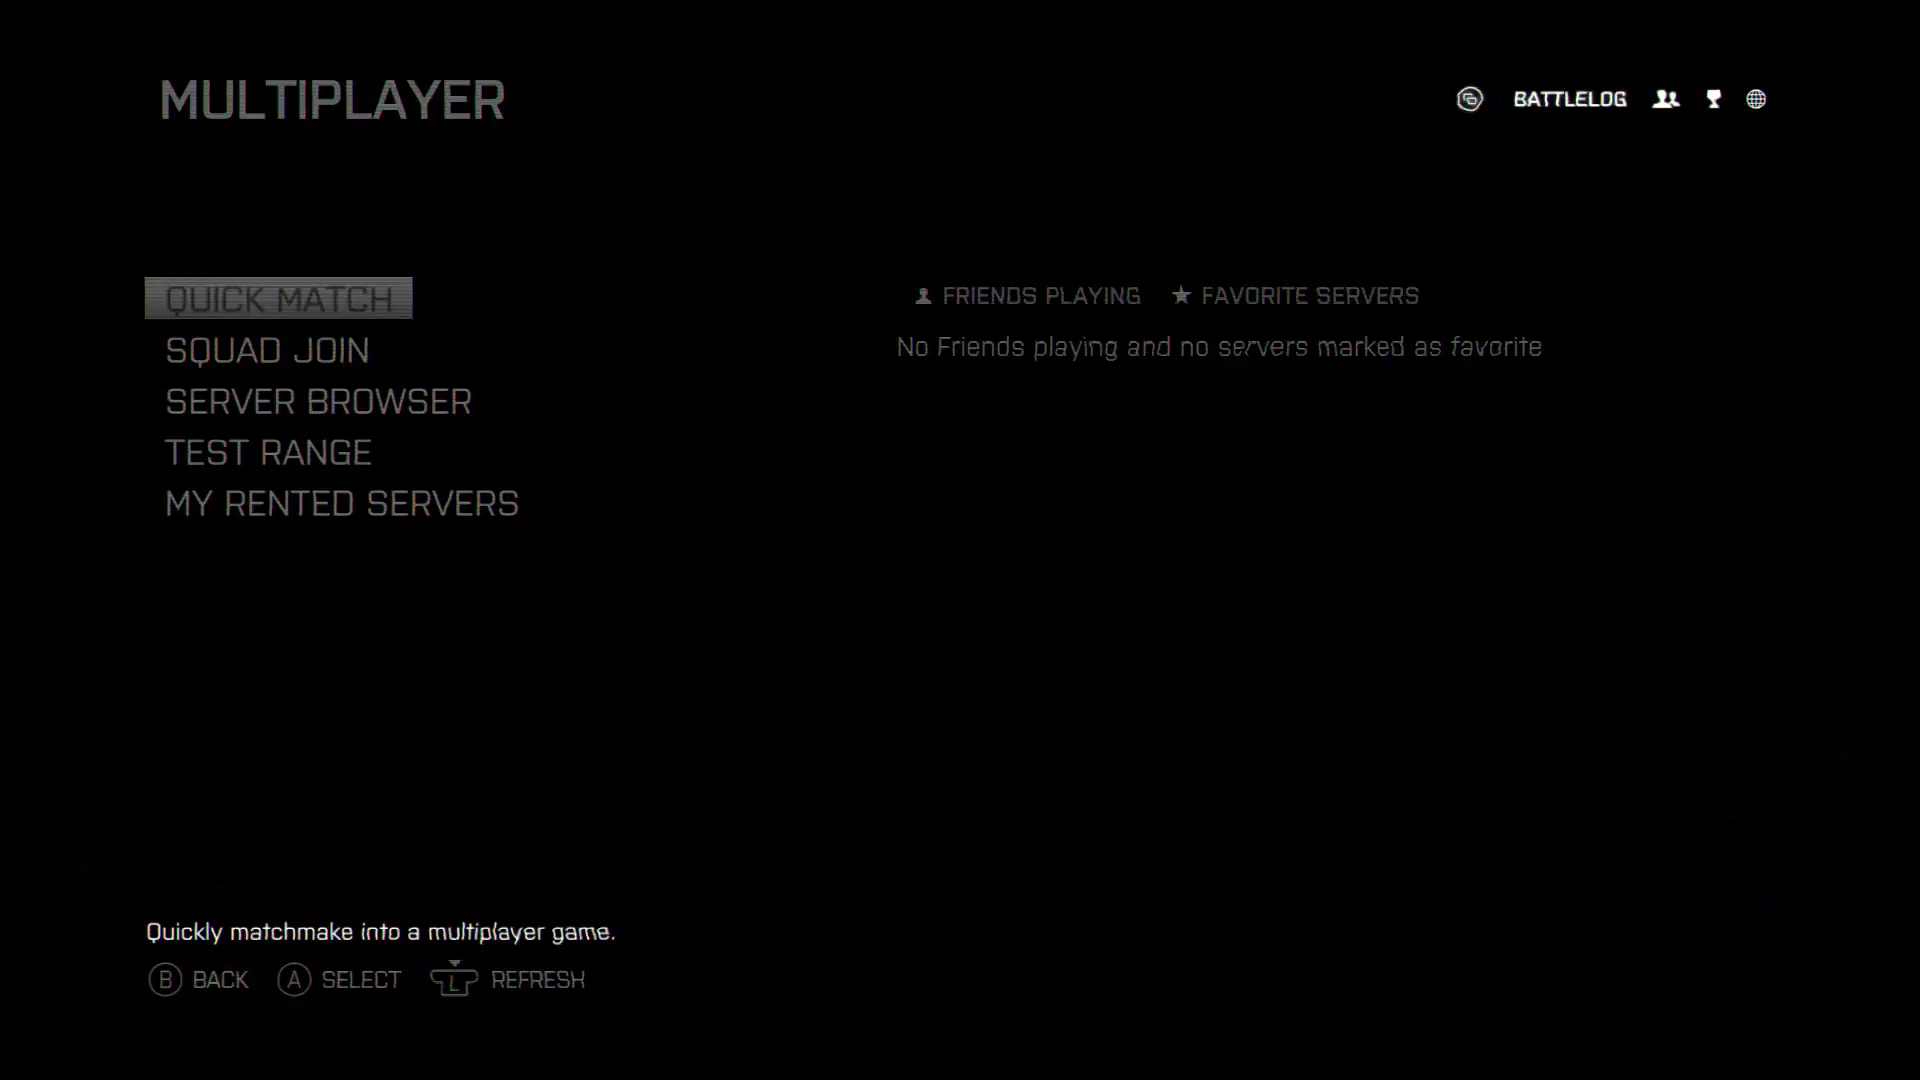 MULTIPLAYER
BATTLELOG
QUICK MATCH
SQUAD JOIN
SERVER BROWSER
TEST RANGE
MY RENTED SERVERS
FRIENDS PLAYING
FAVORITE SERVERS
No Friends playing and no servers marked as favorite
Quickly matchmake into a multiplayer game.
B BACK A SELECT L REFRESH